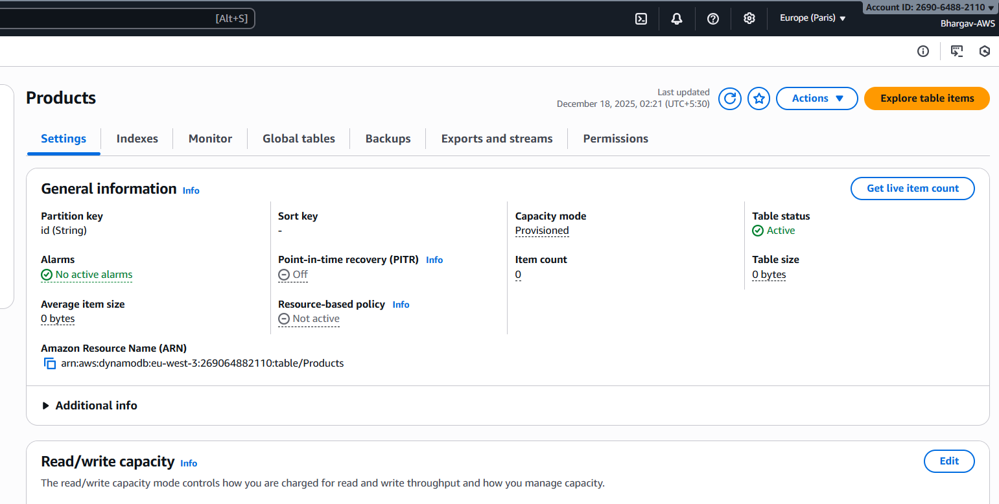 [Alt+S]
Europe (Paris)
Account ID: 2690-6488-2110
Bhargav-AWS
Products
Last updated
December 18, 2025, 02:21 (UTC+5:30)
Actions
Explore table items
Settings
Indexes
Monitor
Global tables
Backups
Exports and streams
Permissions
General information Info
Get live item count
Partition key
id (String)
Sort key
-
Capacity mode
Provisioned
Table status
Active
Alarms
No active alarms
Point-in-time recovery (PITR) Info
Off
Item count
0
Table size
0 bytes
Average item size
0 bytes
Resource-based policy Info
Not active
Amazon Resource Name (ARN)
arn:aws:dynamodb:eu-west-3:269064882110:table/Products
Additional info
Read/write capacity Info
Edit
The read/write capacity mode controls how you are charged for read and write throughput and how you manage capacity.